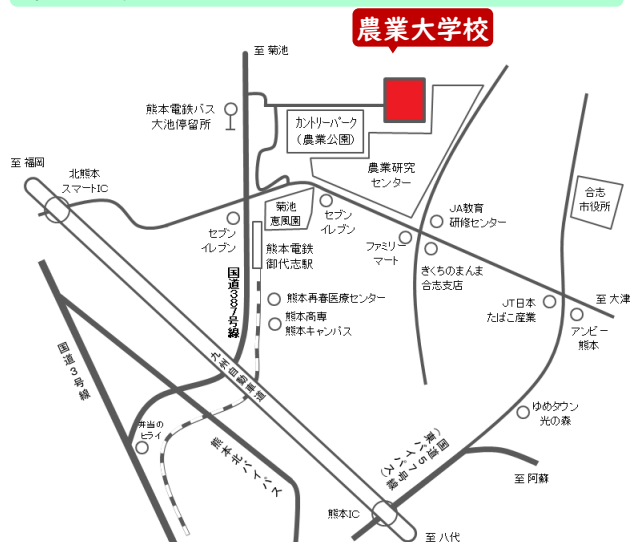 農業大学校
至 菊池
熊本電鉄バス
大池停留所
カントリーパーク
(農業公園)
農業研究
センター
至 福岡
北熊本
スマートIC
菊池
恵風園
セブン
イレブン
セブン
イレブン
JA教育
研修センター
合志
市役所
ファミリー
マート
きくちのまんま
合志支店
熊本電鉄
御代志駅
国道387号線
熊本再春医療センター
熊本高専
熊本キャンパス
至 大津
JT日本
たばこ産業
アンビー
熊本
国道3号線
九州自動車道
弁当の
ヒライ
熊本北バイパス
ゆめタウン
光の森
国道57号線
(東バイパス)
至 阿蘇
熊本IC
至 八代